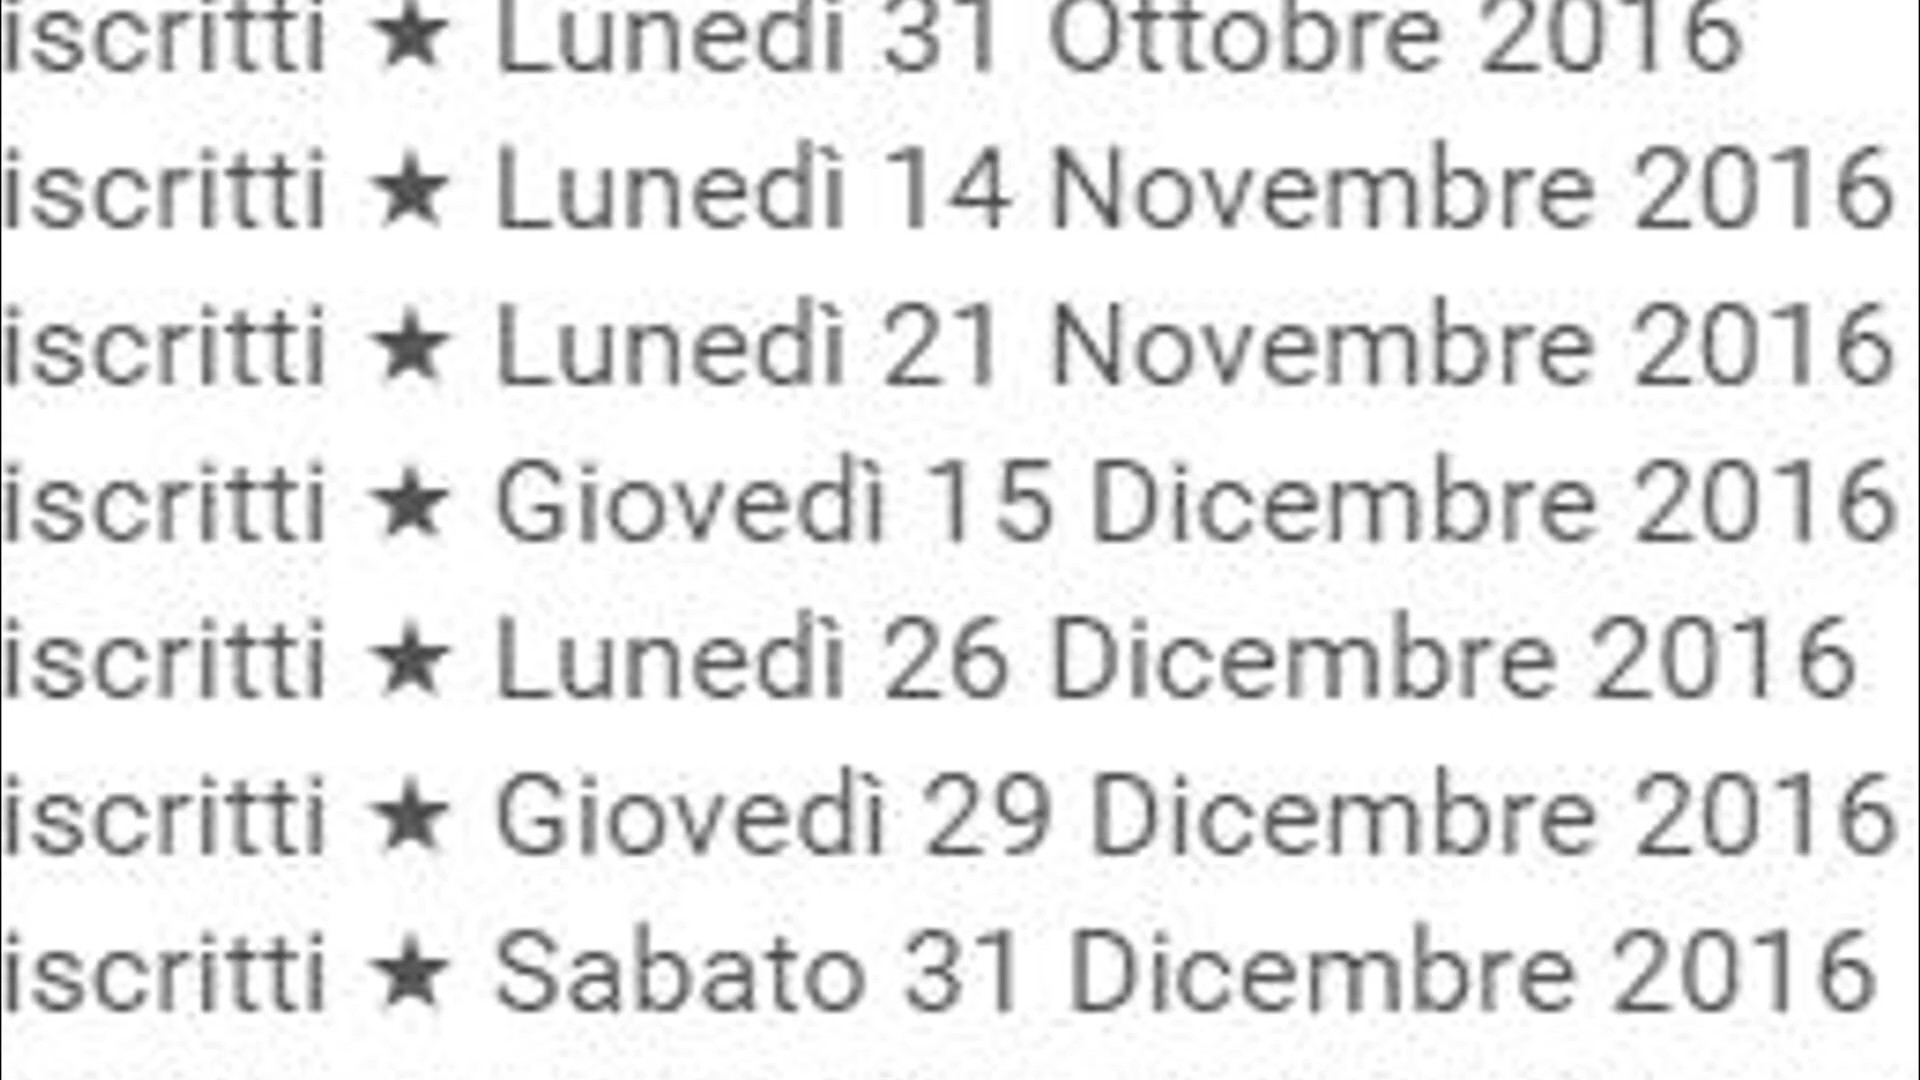 iscritti ★ Lunedì 31 Ottobre 2016
iscritti ★ Lunedì 14 Novembre 2016
iscritti ★ Lunedì 21 Novembre 2016
iscritti ★ Giovedì 15 Dicembre 2016
iscritti ★ Lunedì 26 Dicembre 2016
iscritti ★ Giovedì 29 Dicembre 2016
iscritti ★ Sabato 31 Dicembre 2016